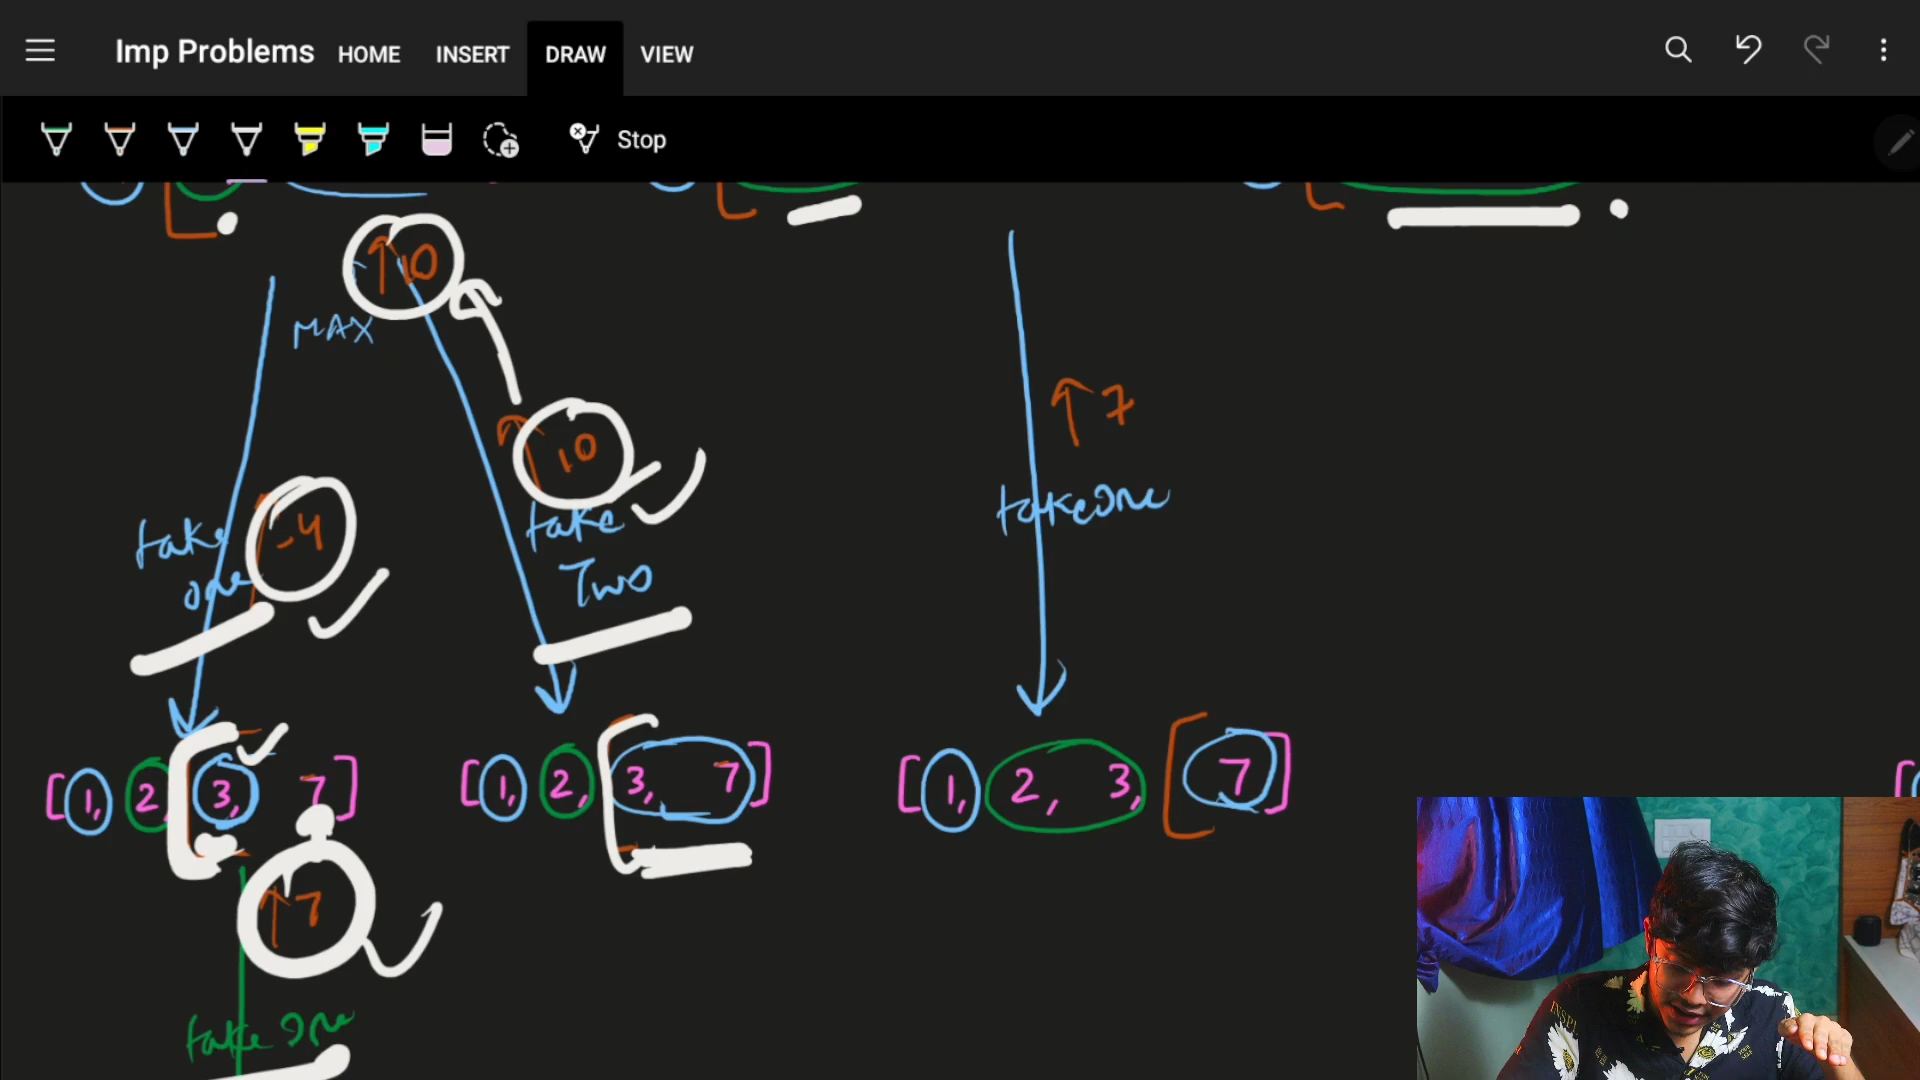 Imp Problems HOME INSERT DRAW VIEW
Stop
↑10
MAX
↑10
↑7
-4
take one
take Two
takeone
[1, 2, 3, 7]
[1, 2, 3, 7]
[1, 2, 3, 7]
[
↑7
take one